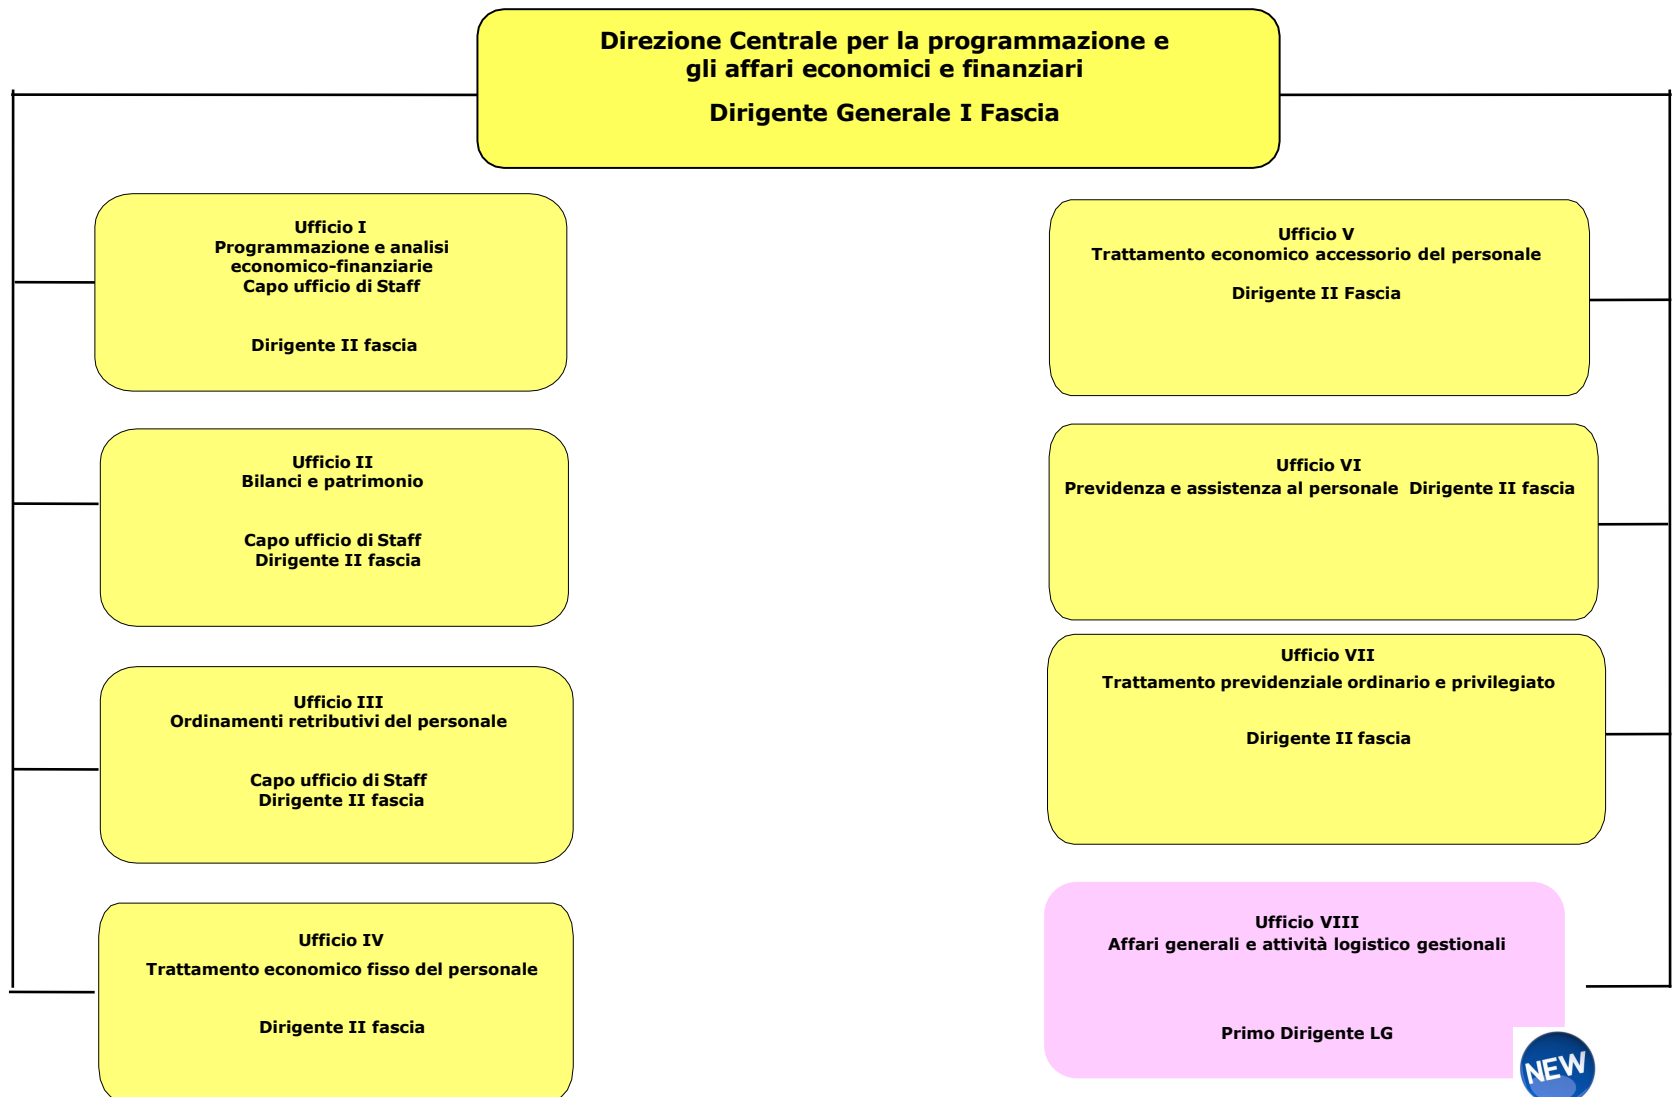 Direzione Centrale per la programmazione e
gli affari economici e finanziari
Dirigente Generale I Fascia
Ufficio I
Programmazione e analisi
economico-finanziarie
Capo ufficio di Staff
Dirigente II fascia
Ufficio II
Bilanci e patrimonio
Capo ufficio di Staff
Dirigente II fascia
Ufficio III
Ordinamenti retributivi del personale
Capo ufficio di Staff
Dirigente II fascia
Ufficio IV
Trattamento economico fisso del personale
Dirigente II fascia
Ufficio V
Trattamento economico accessorio del personale
Dirigente II Fascia
Ufficio VI
Previdenza e assistenza al personale Dirigente II fascia
Ufficio VII
Trattamento previdenziale ordinario e privilegiato
Dirigente II fascia
Ufficio VIII
Affari generali e attività logistico gestionali
Primo Dirigente LG
NEW